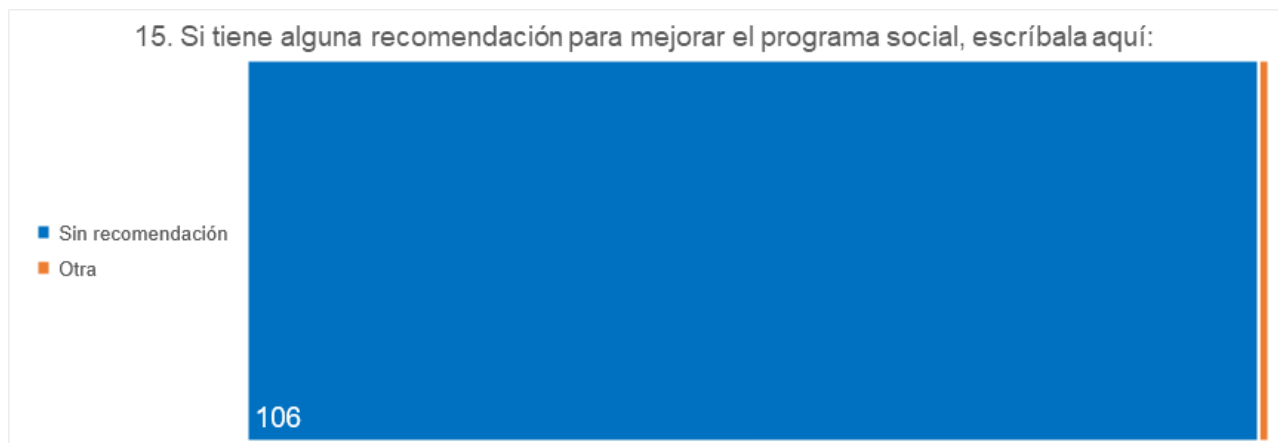 15. Si tiene alguna recomendación para mejorar el programa social, escríbala aquí:
Sin recomendación
Otra
106